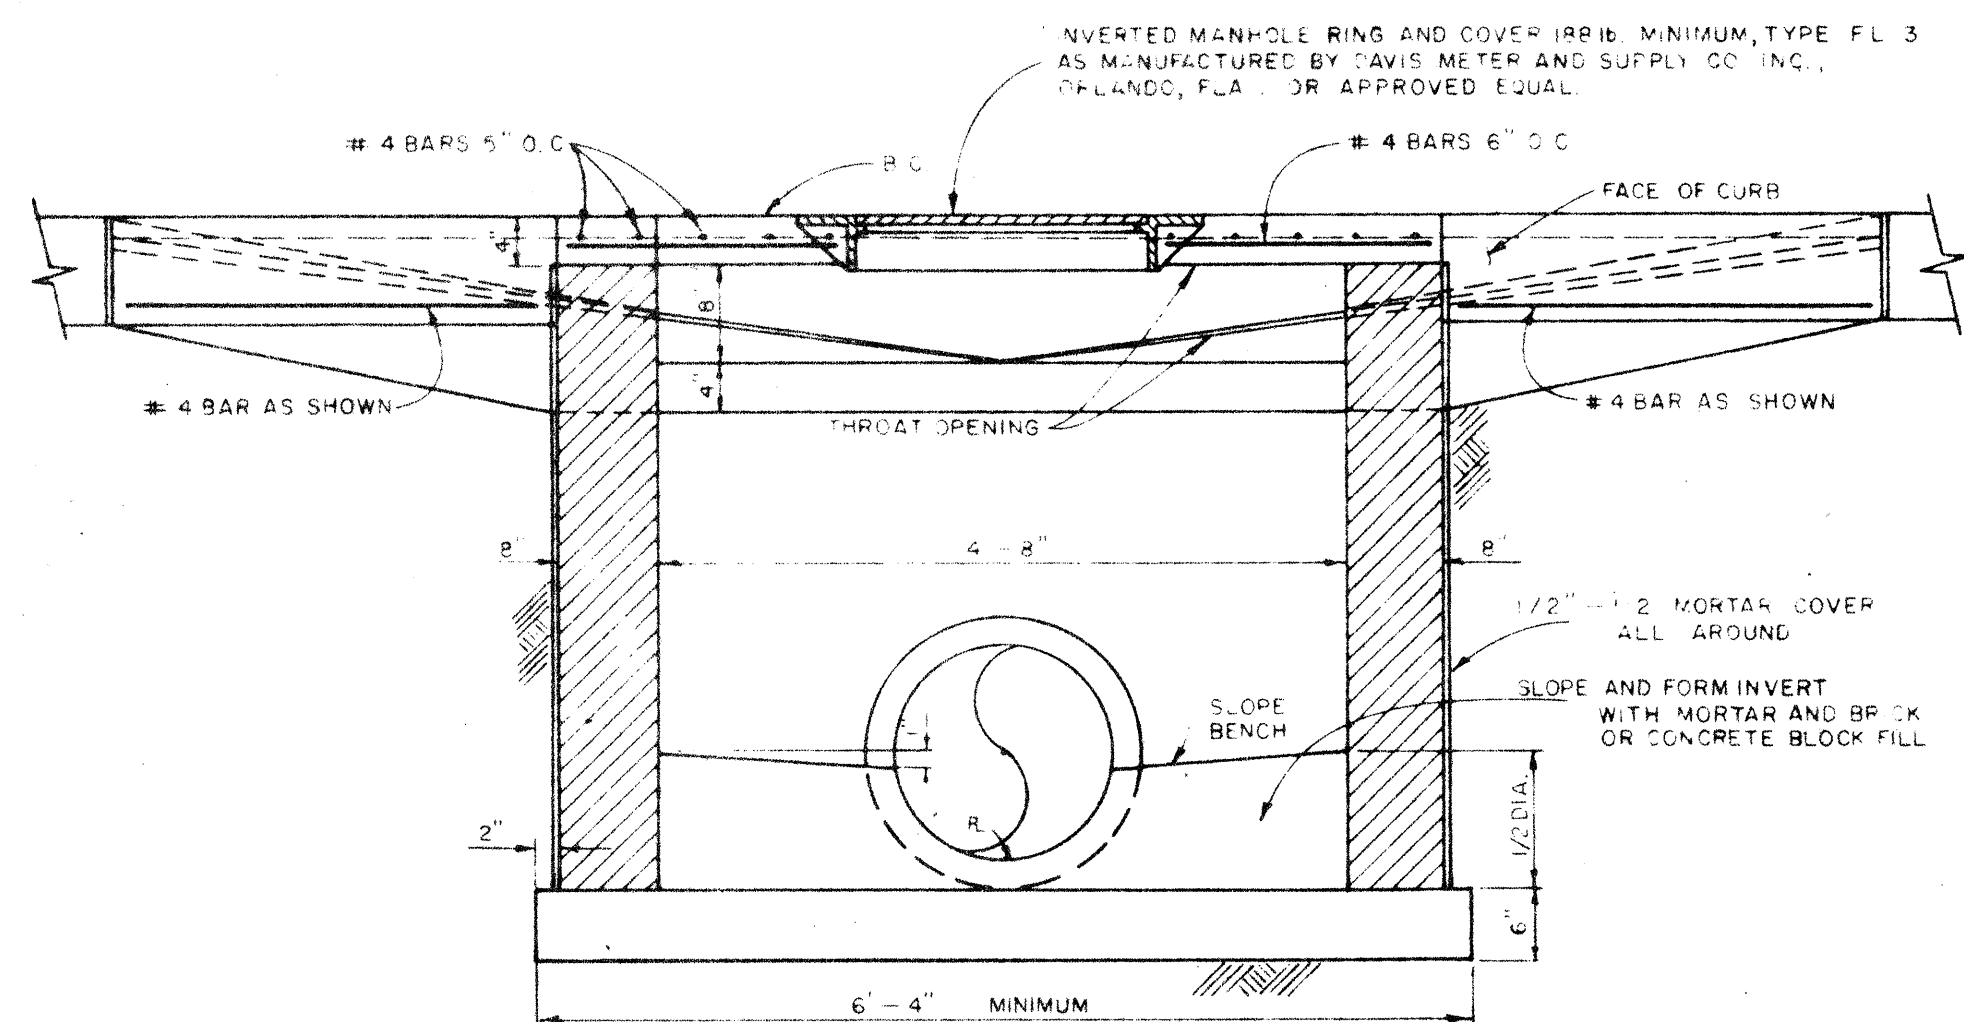 INVERTED MANHOLE RING AND COVER 188 lb. MINIMUM, TYPE FL 3
AS MANUFACTURED BY DAVIS METER AND SUPPLY CO. INC.,
ORLANDO, FLA. OR APPROVED EQUAL.
# 4 BARS 5" O.C
B C
# 4 BARS 6" O C
FACE OF CURB
4"
8
4"
# 4 BAR AS SHOWN
THROAT OPENING
# 4 BAR AS SHOWN
8"
4 - 8"
8"
1/2" - 1 2 MORTAR COVER
ALL AROUND
SLOPE AND FORM INVERT
WITH MORTAR AND BRICK
OR CONCRETE BLOCK FILL
SLOPE
BENCH
1"
2"
1/2 DIA.
6"
6' - 4" MINIMUM